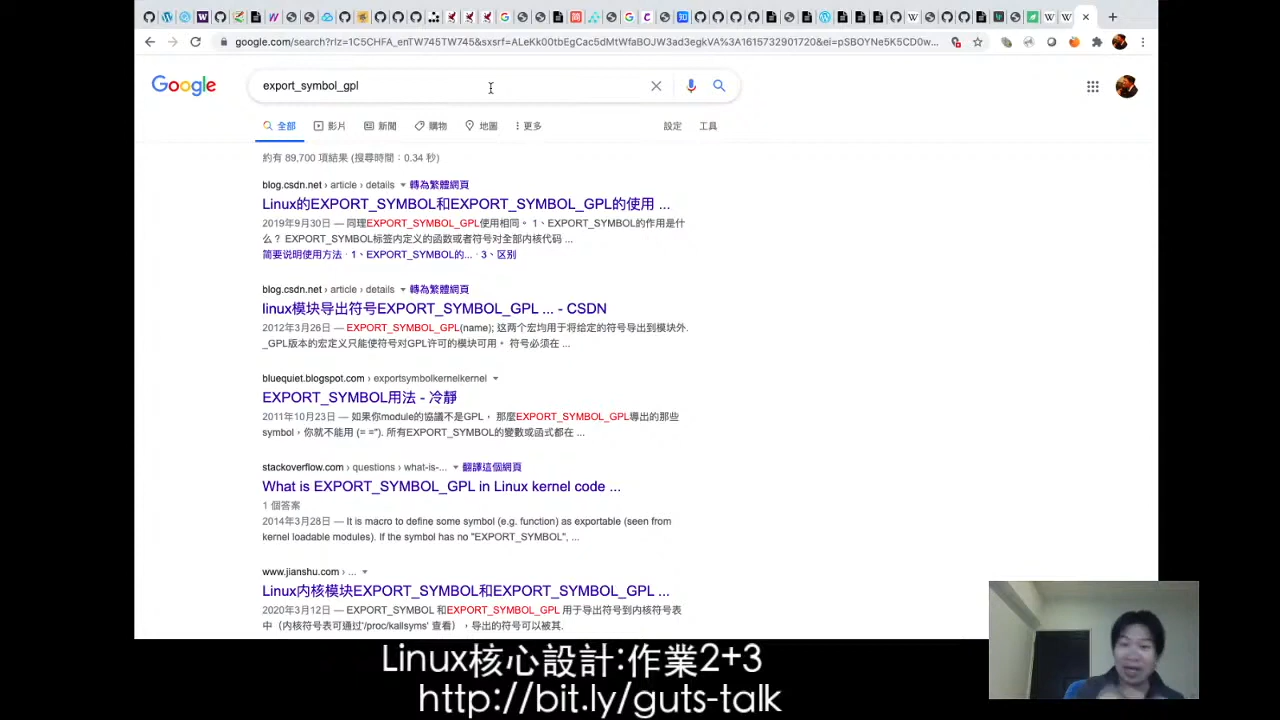 google.com/search?rlz=1C5CHFA_enTW745TW745&sxsrf=ALeKk00tbEgCac5dMtWfaBOJW3ad3egkVA%3A1615732901720&ei=pSBOYNe5K5CD0w...
Google
export_symbol_gpl
全部 影片 新聞 購物 地圖 更多 設定 工具
約有 89,700 項結果 (搜尋時間：0.34 秒)
blog.csdn.net › article › details 轉為繁體網頁
Linux的EXPORT_SYMBOL和EXPORT_SYMBOL_GPL的使用 ...
2019年9月30日 — 同理EXPORT_SYMBOL_GPL使用相同。 1、EXPORT_SYMBOL的作用是什
么？ EXPORT_SYMBOL标签内定义的函数或者符号对全部内核代码 ...
简要说明使用方法 · 1、EXPORT_SYMBOL的... · 3、区别
blog.csdn.net › article › details 轉為繁體網頁
linux模块导出符号EXPORT_SYMBOL_GPL ... - CSDN
2012年3月26日 — EXPORT_SYMBOL_GPL(name); 这两个宏均用于将给定的符号导出到模块外.
_GPL版本的宏定义只能使符号对GPL许可的模块可用。 符号必须在 ...
bluequiet.blogspot.com › exportsymbolkernelkernel
EXPORT_SYMBOL用法 - 冷靜
2011年10月23日 — 如果你module的協議不是GPL， 那麼EXPORT_SYMBOL_GPL導出的那些
symbol，你就不能用 (= ="). 所有EXPORT_SYMBOL的變數或函式都在 ...
stackoverflow.com › questions › what-is-... 翻譯這個網頁
What is EXPORT_SYMBOL_GPL in Linux kernel code ...
1 個答案
2014年3月28日 — It is macro to define some symbol (e.g. function) as exportable (seen from
kernel loadable modules). If the symbol has no "EXPORT_SYMBOL", ...
www.jianshu.com › ...
Linux内核模块EXPORT_SYMBOL和EXPORT_SYMBOL_GPL ...
2020年3月12日 — EXPORT_SYMBOL 和EXPORT_SYMBOL_GPL 用于导出符号到内核符号表
中（内核符号表可通过'/proc/kallsyms' 查看），导出的符号可以被其.
Linux核心設計:作業2+3
http://bit.ly/guts-talk